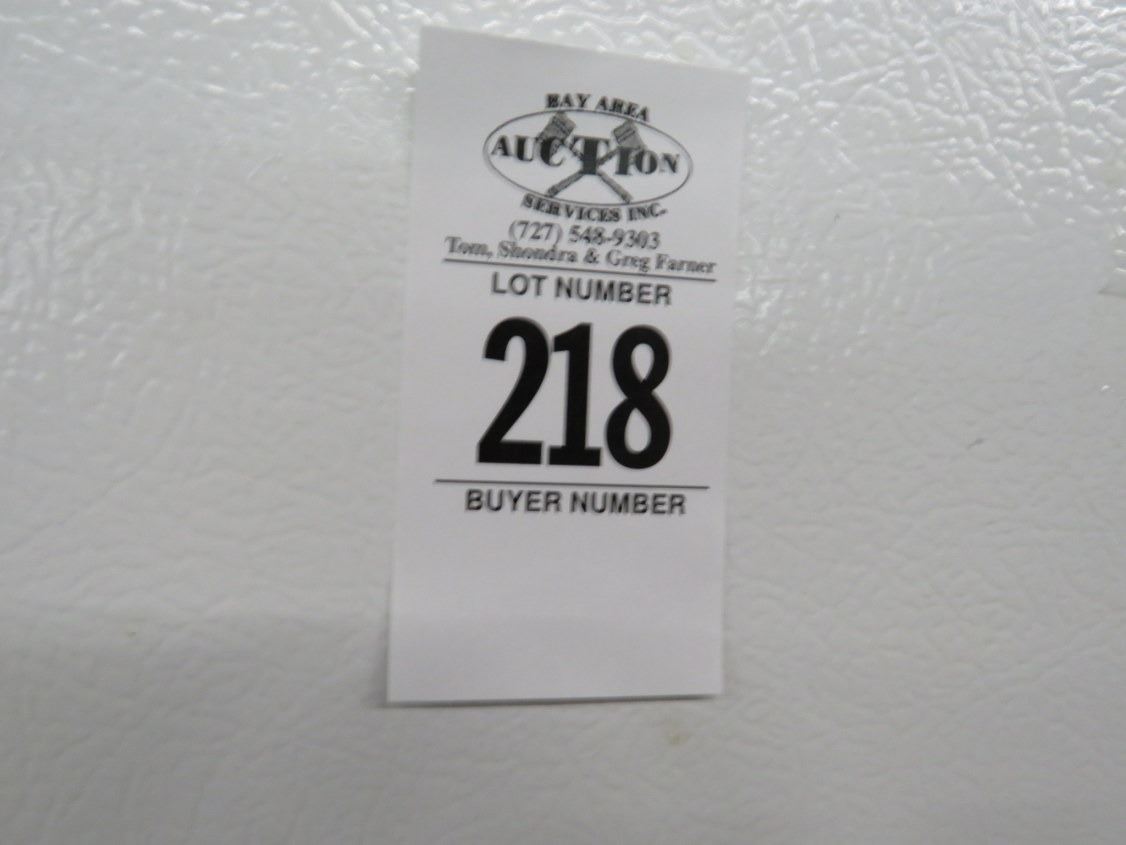 BAY AREA
AUCTION
SERVICES INC.
(727) 548-9303
Tom, Shondra & Greg Farner
LOT NUMBER
218
BUYER NUMBER